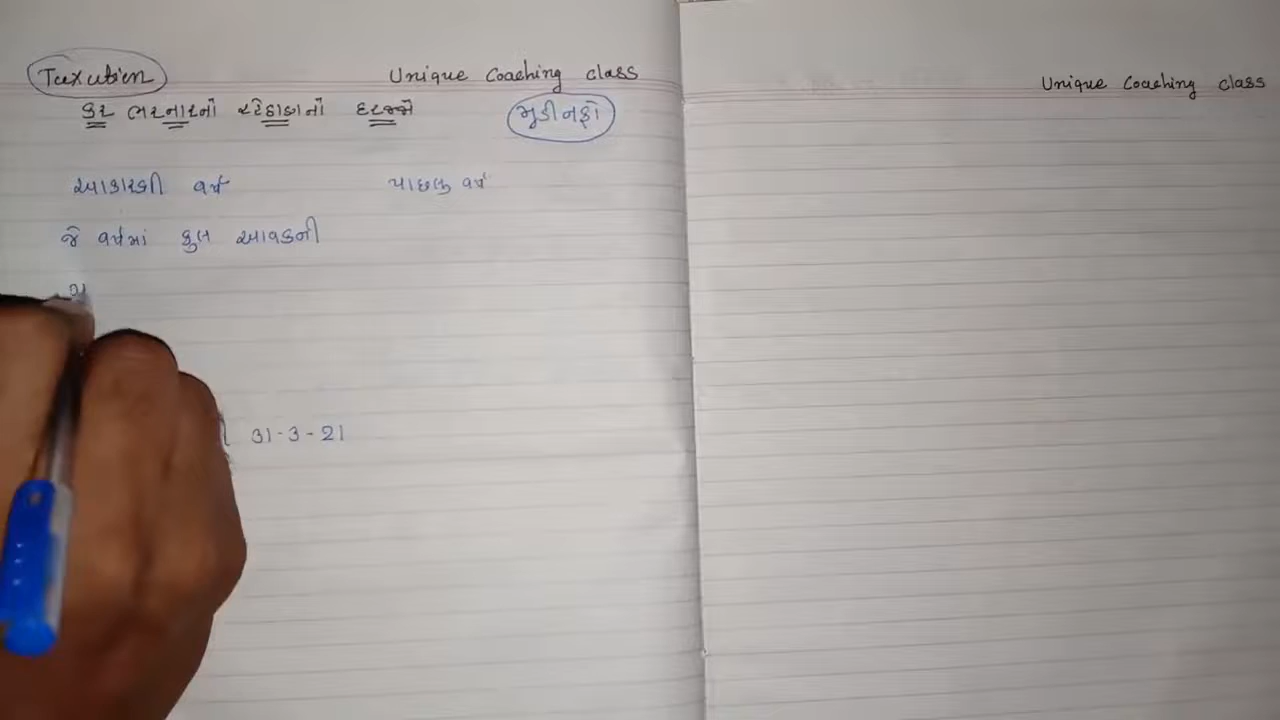 Taxation Unique Coaching class
કર ભરનારનો રહેઠાણનો દરજ્જો મૂડી નફો
આકારણી વર્ષ પાછલુ વર્ષ
જે વર્ષમાં કુલ આવકની
31-3-21
Unique Coaching class